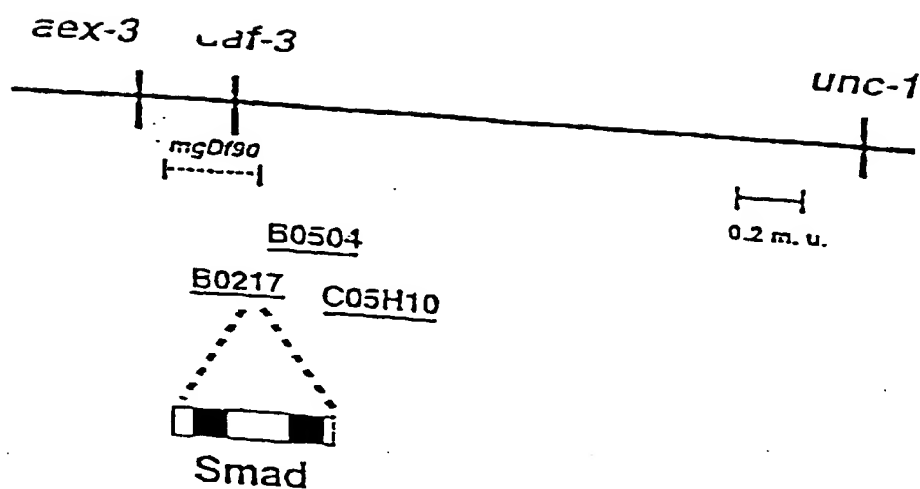 aex-3 daf-3
unc-1
mgDf90
0.2 m. u.
B0504
B0217 C05H10
Smad